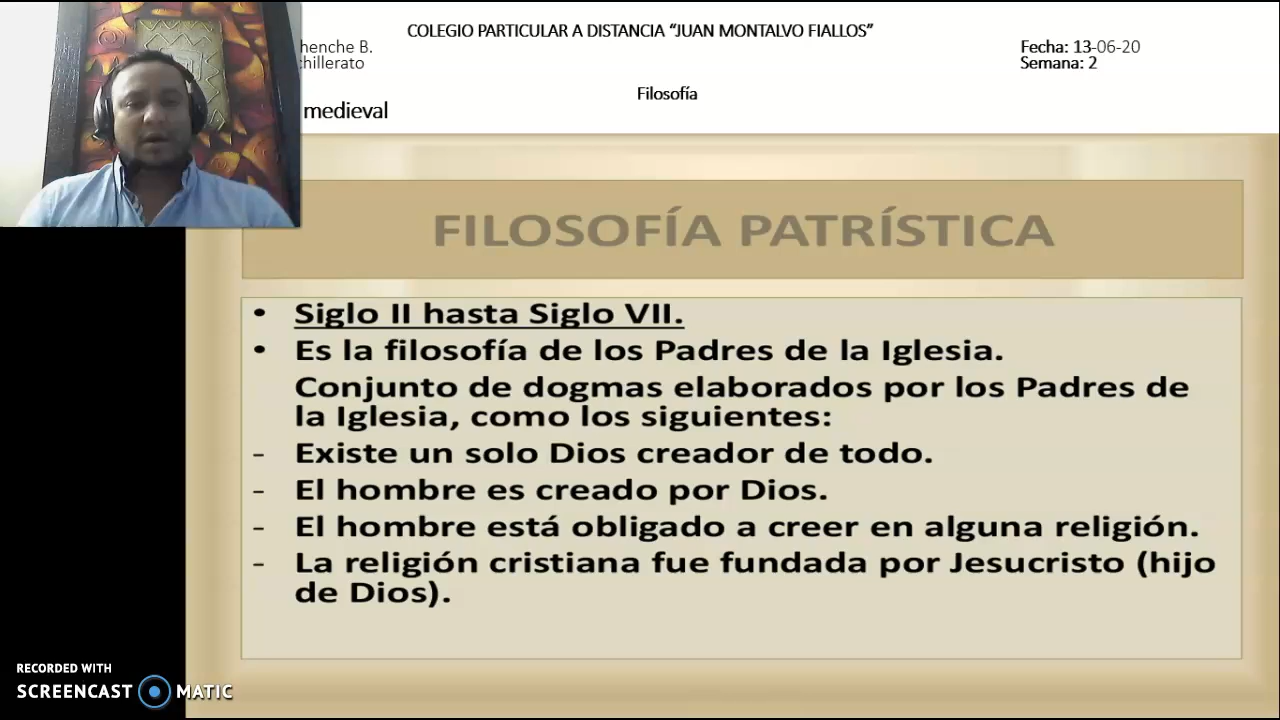 COLEGIO PARTICULAR A DISTANCIA “JUAN MONTALVO FIALLOS”
henche B.
Fecha: 13-06-20
chillerato
Semana: 2
Filosofía
medieval
FILOSOFÍA PATRÍSTICA
• Siglo II hasta Siglo VII.
• Es la filosofía de los Padres de la Iglesia.
Conjunto de dogmas elaborados por los Padres de
la Iglesia, como los siguientes:
- Existe un solo Dios creador de todo.
- El hombre es creado por Dios.
- El hombre está obligado a creer en alguna religión.
- La religión cristiana fue fundada por Jesucristo (hijo
de Dios).
RECORDED WITH
SCREENCAST MATIC